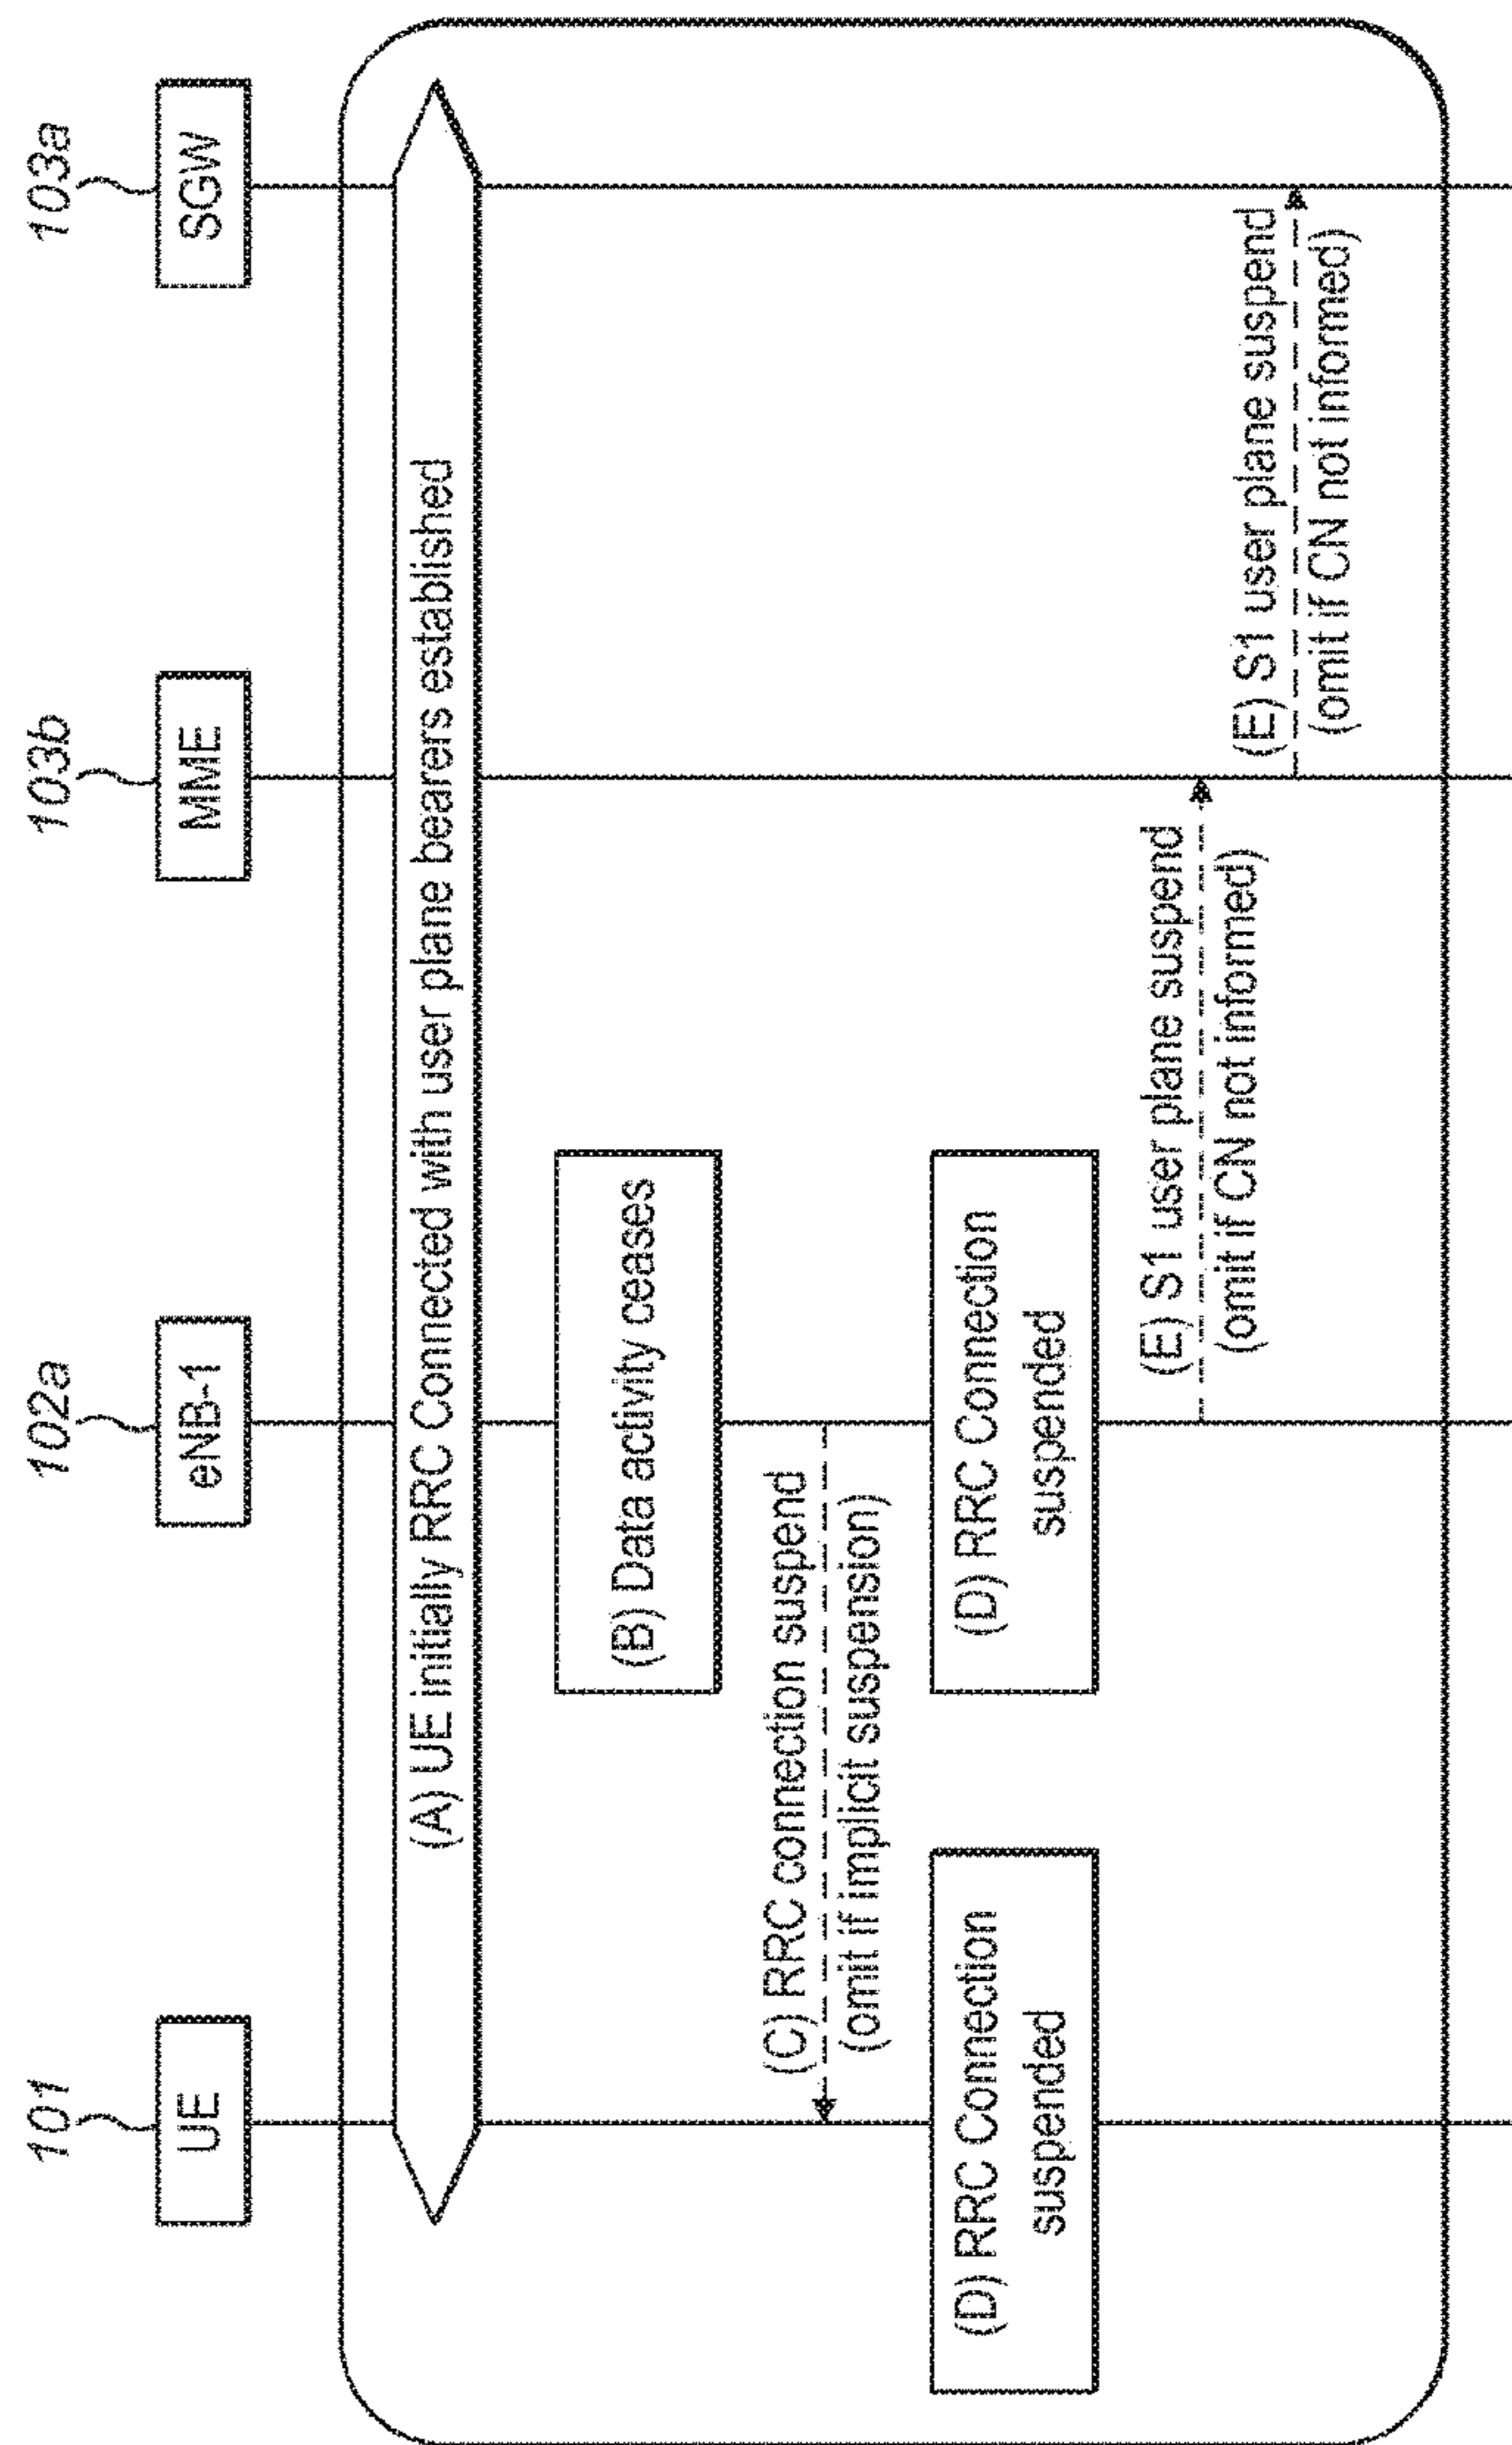 101
102a
103b
103a
UE
eNB-1
MME
SGW
(A) UE initially RRC Connected with user plane bearers established
(B) Data activity ceases
(C) RRC connection suspend
(omit if implicit suspension)
(D) RRC Connection
suspended
(D) RRC Connection
suspended
(E) S1 user plane suspend
(omit if CN not informed)
(E) S1 user plane suspend
(omit if CN not informed)